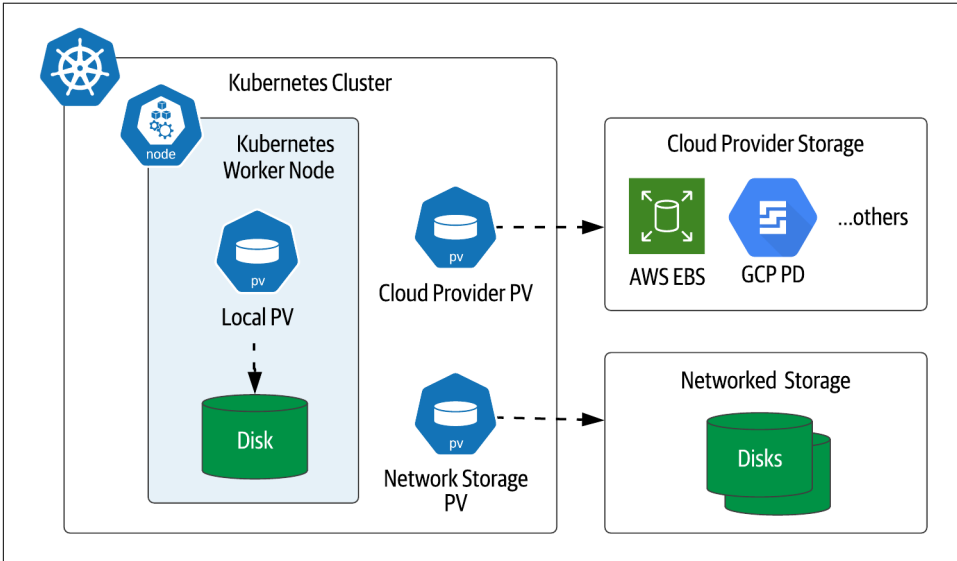 Kubernetes Cluster
node
Kubernetes
Worker Node
pv
Local PV
Disk
pv
Cloud Provider PV
pv
Network Storage
PV
Cloud Provider Storage
AWS EBS
GCP PD
...others
Networked Storage
Disks